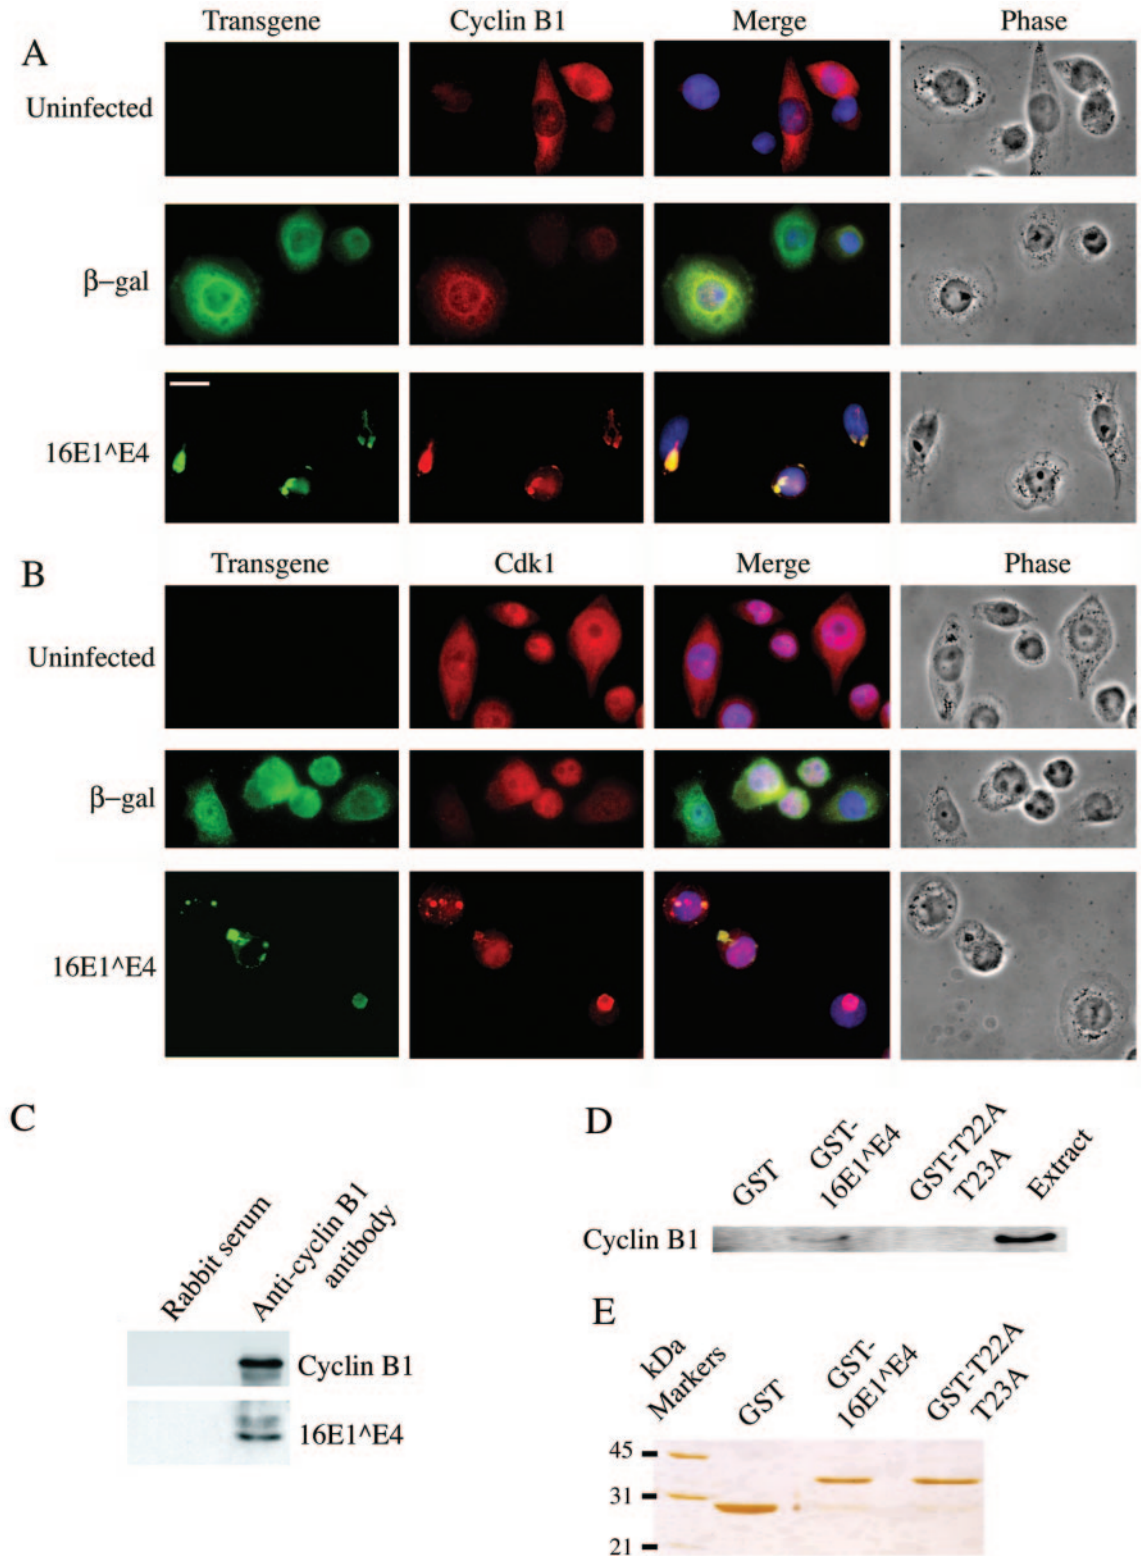 A
Transgene Cyclin B1 Merge Phase
Uninfected
β-gal
16E1^E4
B
Transgene Cdk1 Merge Phase
Uninfected
β-gal
16E1^E4
C
Rabbit serum
Anti-cyclin B1
antibody
Cyclin B1
16E1^E4
D
GST
GST-
16E1^E4
GST-T22A
T23A
Extract
Cyclin B1
E
kDa
Markers
GST
GST-
16E1^E4
GST-T22A
T23A
45
31
21